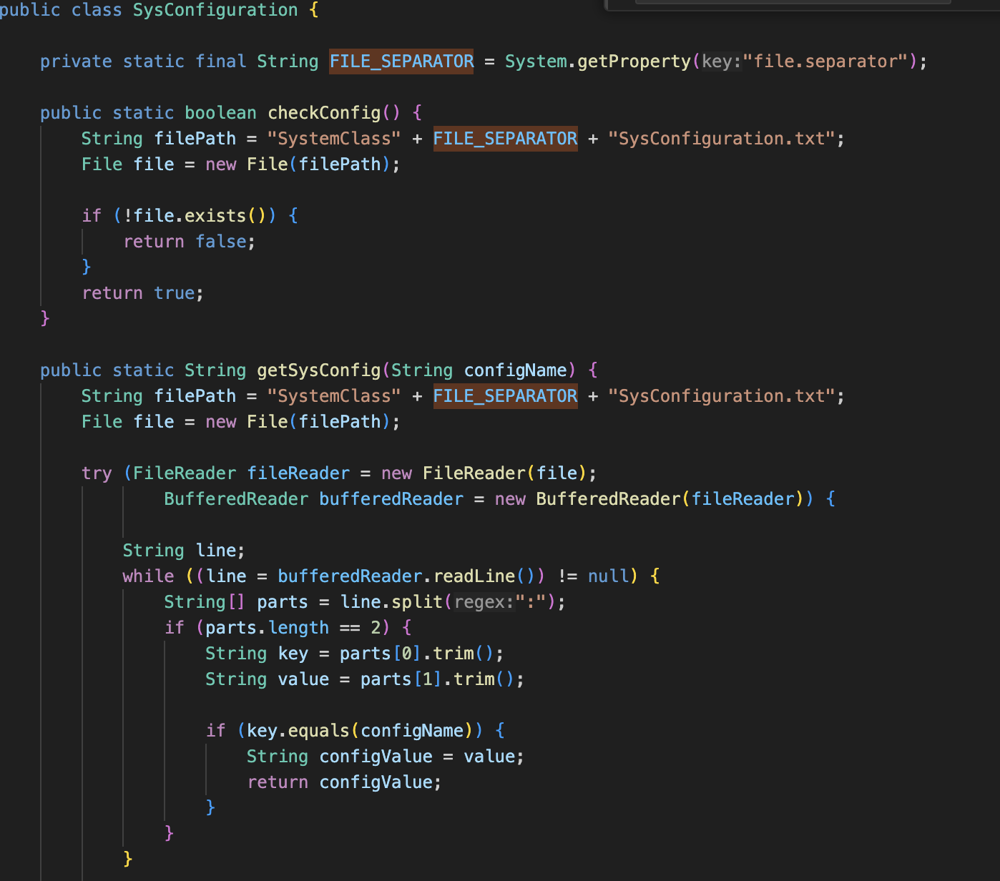 public class SysConfiguration {
private static final String FILE_SEPARATOR = System.getProperty(key:"file.separator");
public static boolean checkConfig() {
String filePath = "SystemClass" + FILE_SEPARATOR + "SysConfiguration.txt";
File file = new File(filePath);
if (!file.exists()) {
return false;
}
return true;
}
public static String getSysConfig(String configName) {
String filePath = "SystemClass" + FILE_SEPARATOR + "SysConfiguration.txt";
File file = new File(filePath);
try (FileReader fileReader = new FileReader(file);
BufferedReader bufferedReader = new BufferedReader(fileReader)) {
String line;
while ((line = bufferedReader.readLine()) != null) {
String[] parts = line.split(regex:":");
if (parts.length == 2) {
String key = parts[0].trim();
String value = parts[1].trim();
if (key.equals(configName)) {
String configValue = value;
return configValue;
}
}
}